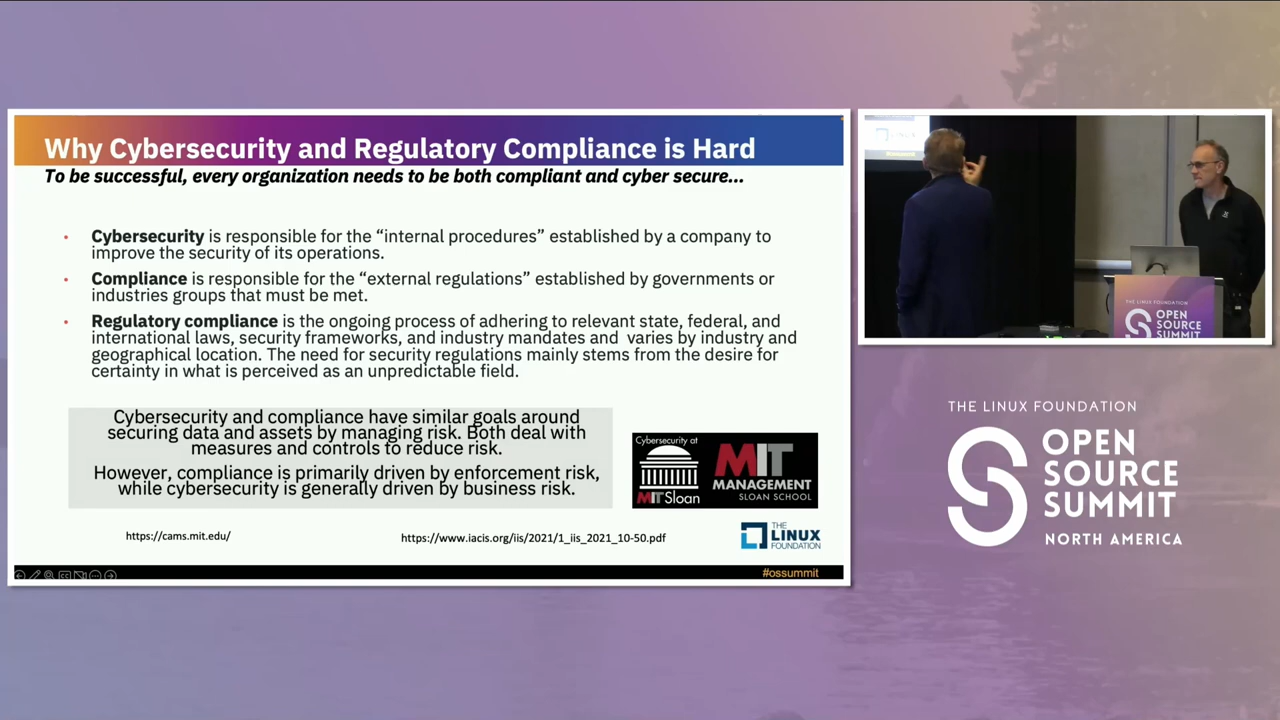 Why Cybersecurity and Regulatory Compliance is Hard
To be successful, every organization needs to be both compliant and cyber secure...
• Cybersecurity is responsible for the “internal procedures” established by a company to
improve the security of its operations.
• Compliance is responsible for the “external regulations” established by governments or
industries groups that must be met.
• Regulatory compliance is the ongoing process of adhering to relevant state, federal, and
international laws, security frameworks, and industry mandates and varies by industry and
geographical location. The need for security regulations mainly stems from the desire for
certainty in what is perceived as an unpredictable field.
Cybersecurity and compliance have similar goals around
securing data and assets by managing risk. Both deal with
measures and controls to reduce risk.
However, compliance is primarily driven by enforcement risk,
while cybersecurity is generally driven by business risk.
Cybersecurity at
MIT Sloan
MIT
MANAGEMENT
SLOAN SCHOOL
https://cams.mit.edu/
https://www.iacis.org/iis/2021/1_iis_2021_10-50.pdf
THE
LINUX
FOUNDATION
#ossummit
LINUX
THE LINUX FOUNDATION
OPEN
SOURCE
SUMMIT
THE LINUX FOUNDATION
OPEN
SOURCE
SUMMIT
NORTH AMERICA